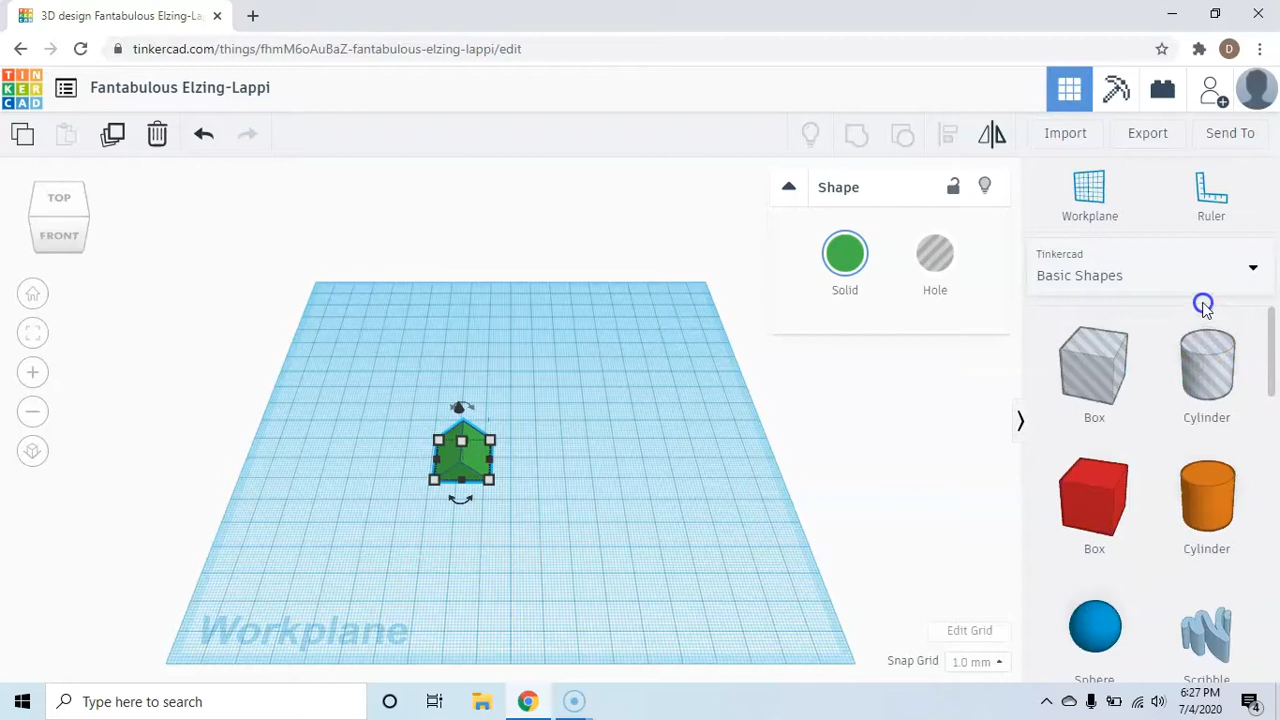 3D design Fantabulous Elzing-La
tinkercad.com/things/fhmM6oAuBaZ-fantabulous-elzing-lappi/edit
D
TIN
KER
CAD
Fantabulous Elzing-Lappi
Import
Export
Send To
TOP
FRONT
Shape
Solid
Hole
Workplane
Ruler
Tinkercad
Basic Shapes
Box
Cylinder
Box
Cylinder
Sphere
Scribble
Workplane
Edit Grid
Snap Grid
1.0 mm
Type here to search
6:27 PM
7/4/2020
4